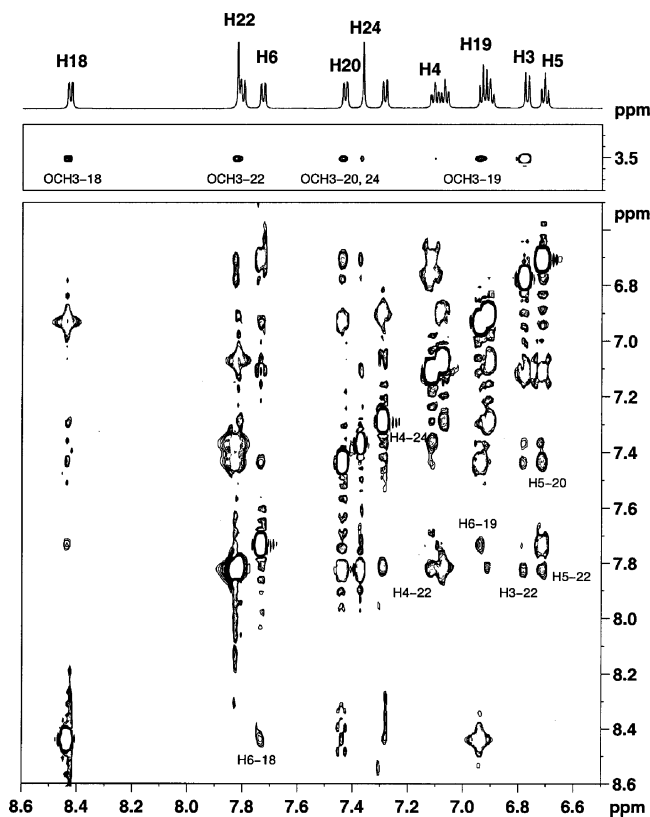 H18 H22 H6 H20 H24 H4 H19 H3 H5
ppm
3.5
OCH3-18 OCH3-22 OCH3-20, 24 OCH3-19
ppm
6.8
7.0
7.2
H4-24 7.4
H5-20
7.6
H6-19
7.8
H4-22 H3-22 H5-22
8.0
8.2
8.4
H6-18
8.6
8.6 8.4 8.2 8.0 7.8 7.6 7.4 7.2 7.0 6.8 6.6 ppm